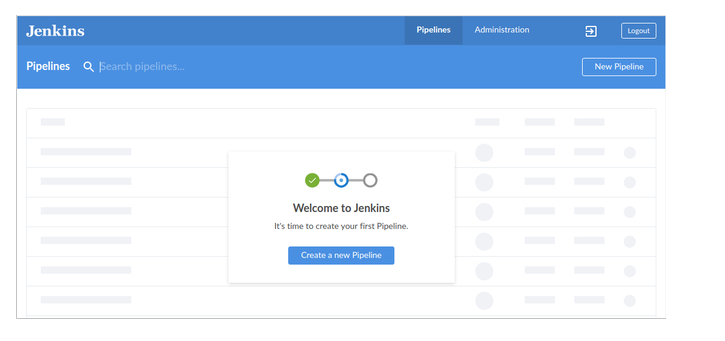 Jenkins
Pipelines
Administration
Logout
Pipelines
Search pipelines...
New Pipeline
Welcome to Jenkins
It's time to create your first Pipeline.
Create a new Pipeline